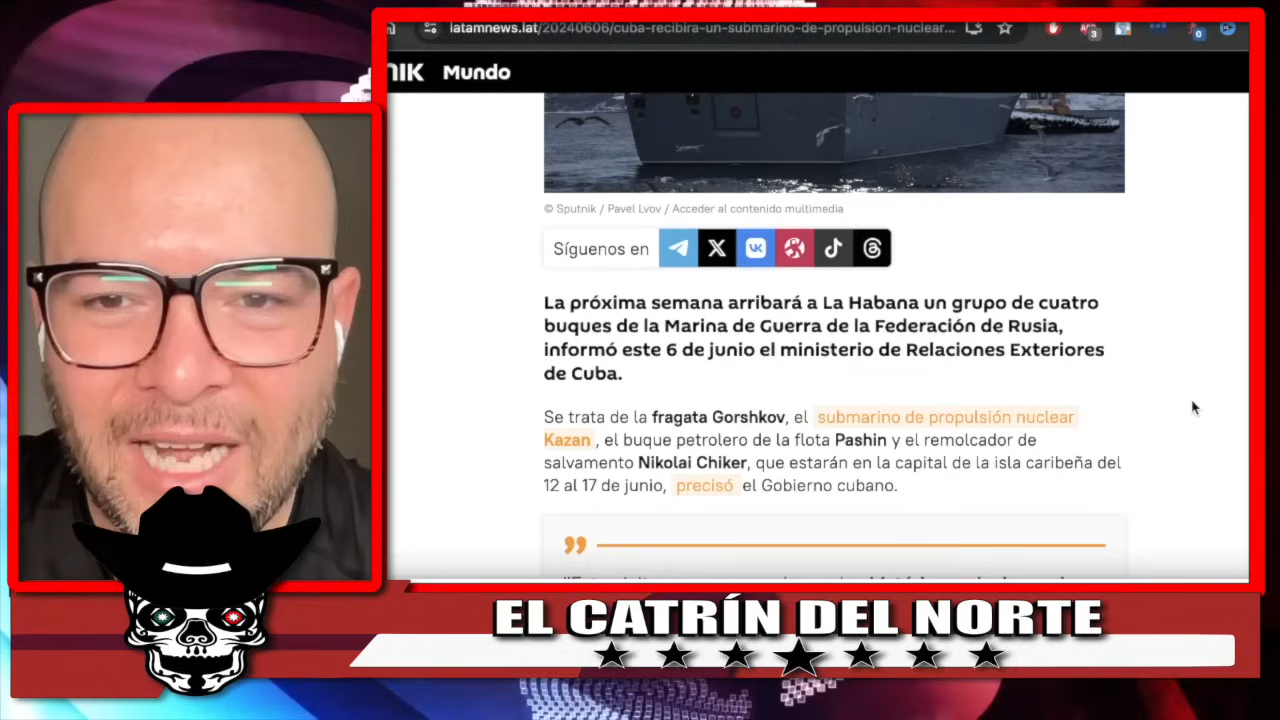 latamnews.lat/20240606/cuba-recibira-un-submarino-de-propulsion-nuclear...
3
0
NIK Mundo
© Sputnik / Pavel Lvov / Acceder al contenido multimedia
Síguenos en
La próxima semana arribará a La Habana un grupo de cuatro
buques de la Marina de Guerra de la Federación de Rusia,
informó este 6 de junio el ministerio de Relaciones Exteriores
de Cuba.
Se trata de la fragata Gorshkov, el submarino de propulsión nuclear
Kazan , el buque petrolero de la flota Pashin y el remolcador de
salvamento Nikolai Chiker, que estarán en la capital de la isla caribeña del
12 al 17 de junio, precisó el Gobierno cubano.
EL CATRÍN DEL NORTE